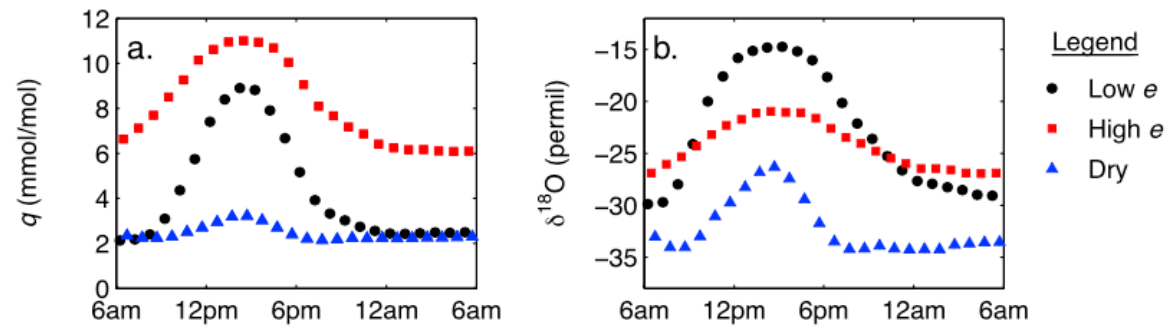 a.
q (mmol/mol)
12
10
8
6
4
2
0
6am 12pm 6pm 12am 6am
b.
δ18O (permil)
−15
−20
−25
−30
−35
6am 12pm 6pm 12am 6am
Legend
Low e
High e
Dry